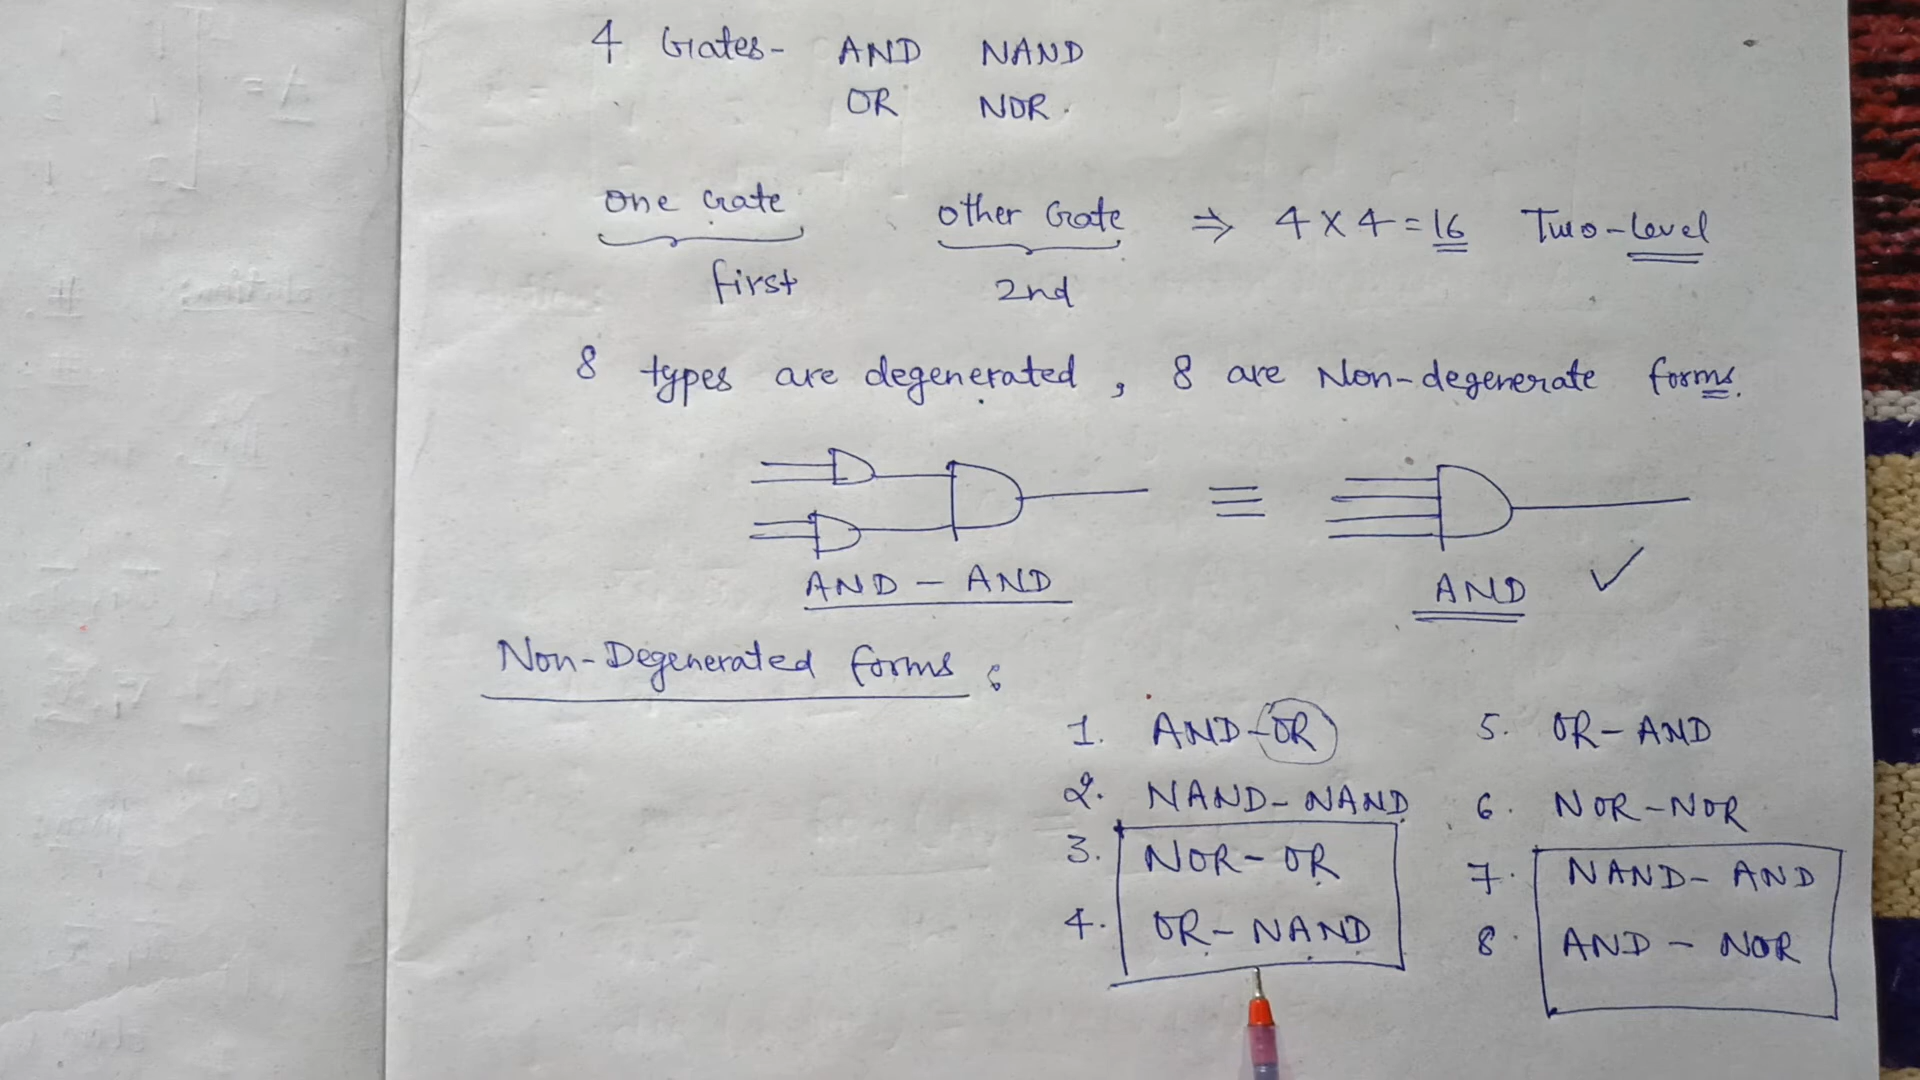 4 Gates - AND NAND
OR NOR.
One Gate Other Gate ⇒ 4 X 4 = 16 Two-Level
first 2nd
8 types are degenerated, 8 are Non-degenerate forms.
≡
AND - AND AND ✓
Non-Degenerated forms:
1. AND-OR 5. OR-AND
2. NAND-NAND 6. NOR-NOR
3. NOR-OR 7. NAND-AND
4. OR-NAND 8. AND-NOR